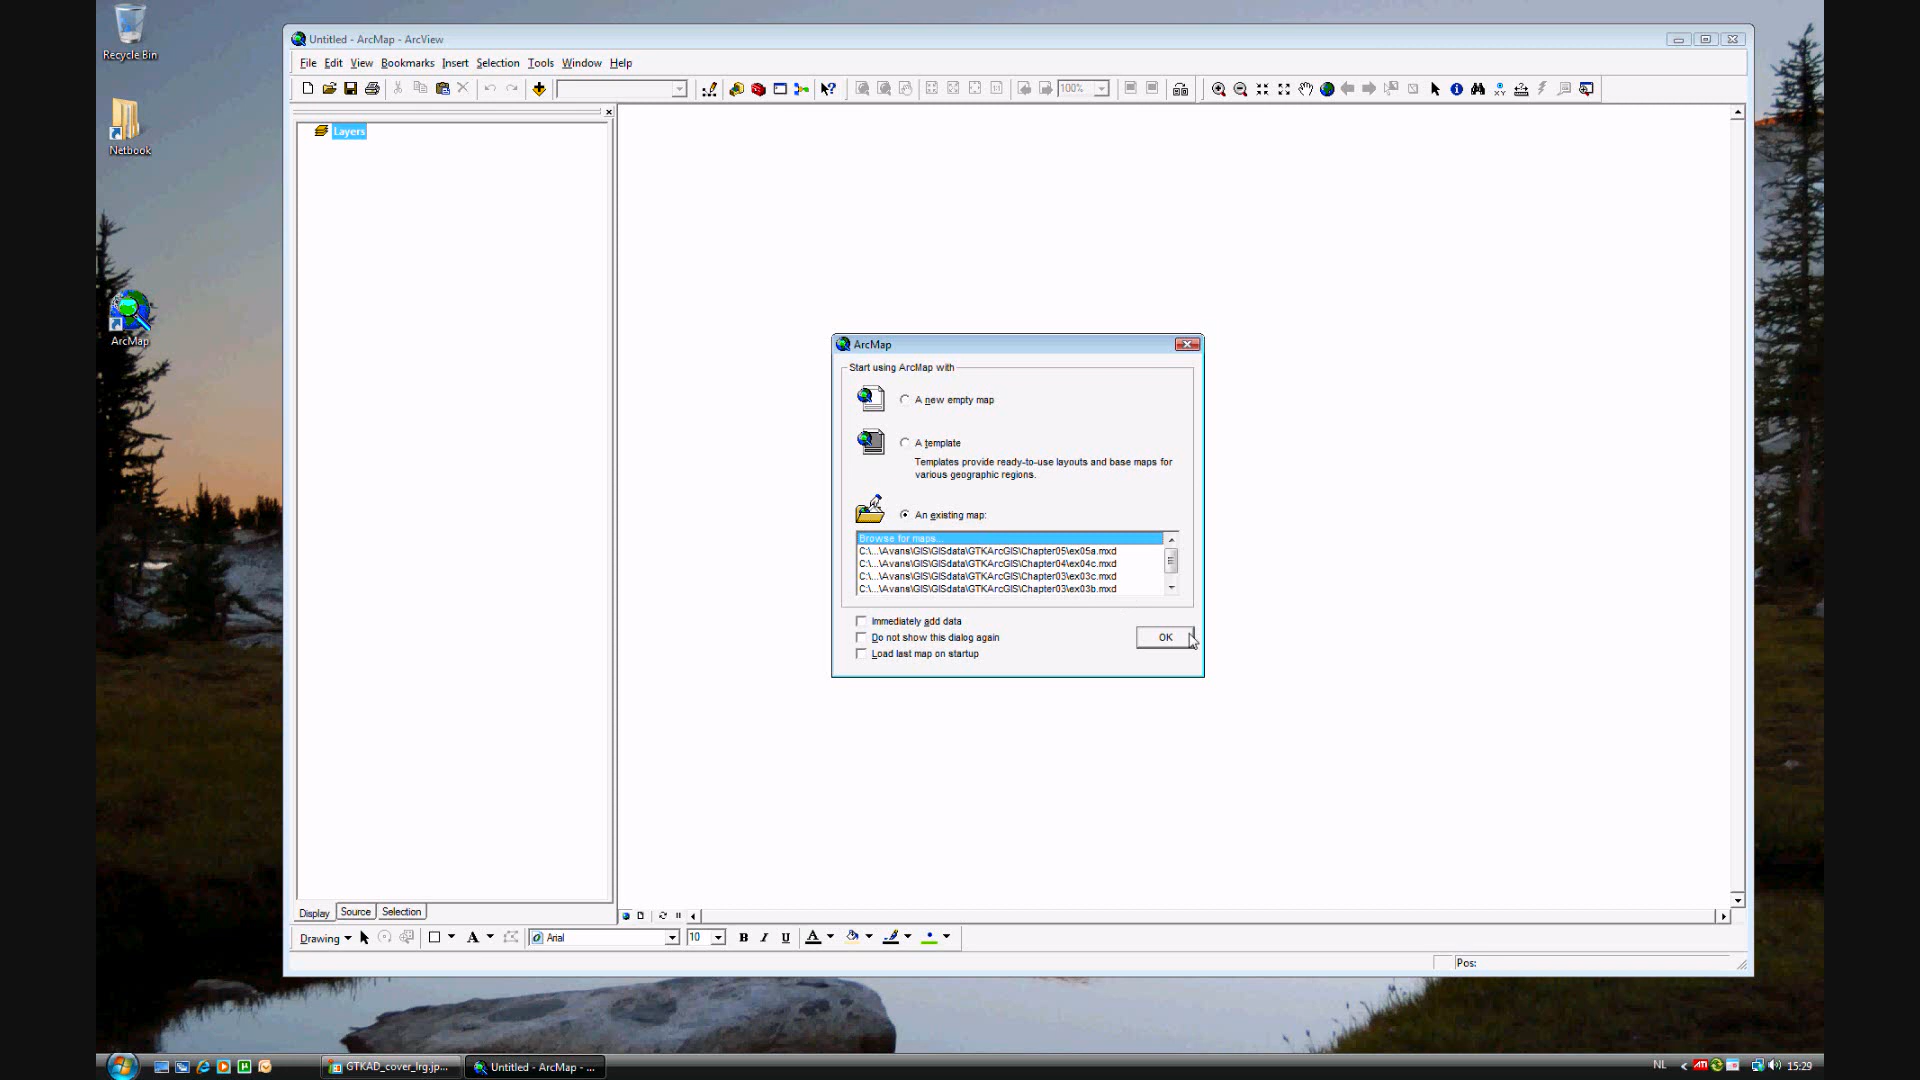 Recycle Bin
Netbook
ArcMap
Untitled - ArcMap - ArcView
File Edit View Bookmarks Insert Selection Tools Window Help
100%
Layers
ArcMap
Start using ArcMap with
A new empty map
A template
Templates provide ready-to-use layouts and base maps for
various geographic regions.
An existing map:
Browse for maps...
C:\...\Avans\GIS\GISdata\GTKArcGIS\Chapter05\ex05a.mxd
C:\...\Avans\GIS\GISdata\GTKArcGIS\Chapter04\ex04c.mxd
C:\...\Avans\GIS\GISdata\GTKArcGIS\Chapter03\ex03c.mxd
C:\...\Avans\GIS\GISdata\GTKArcGIS\Chapter03\ex03b.mxd
Immediately add data
Do not show this dialog again
Load last map on startup
OK
Display Source Selection
Drawing A Arial 10 B I U A
Pos:
GTKAD_cover_lrg.jp...
Untitled - ArcMap - ...
NL
ATI
15:29